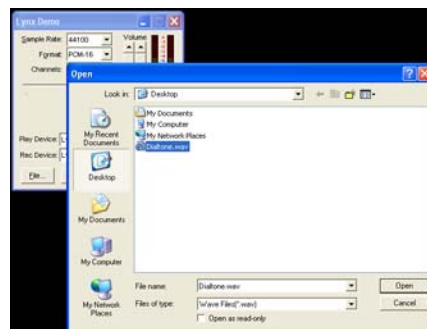 Lynx Demo
Sample Rate: 44100
Volume
Format: PCM-16
Channels:
Play Device:
Rec Device:
File...
Open
Look in: Desktop
My Recent Documents
Desktop
My Documents
My Computer
My Network Places
My Documents
My Computer
My Network Places
Dialtone.wav
File name: Dialtone.wav
Open
Files of type: Wave Files(*.wav)
Cancel
Open as read-only